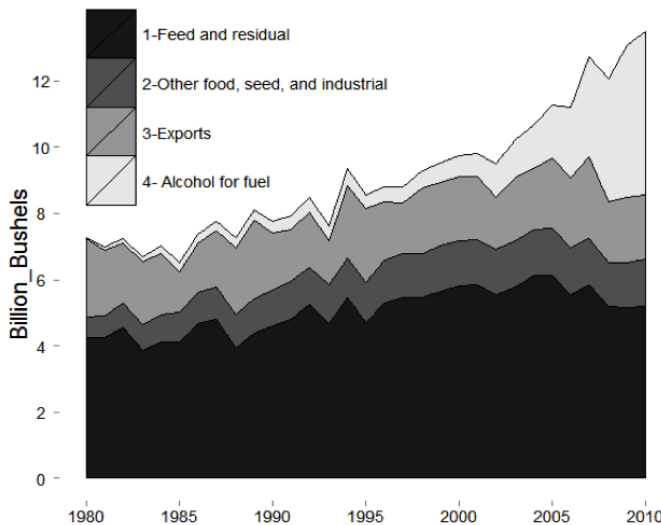 1-Feed and residual
2-Other food, seed, and industrial
3-Exports
4- Alcohol for fuel
Billion_Bushels
12
10
8
6
4
2
0
1980 1985 1990 1995 2000 2005 2010